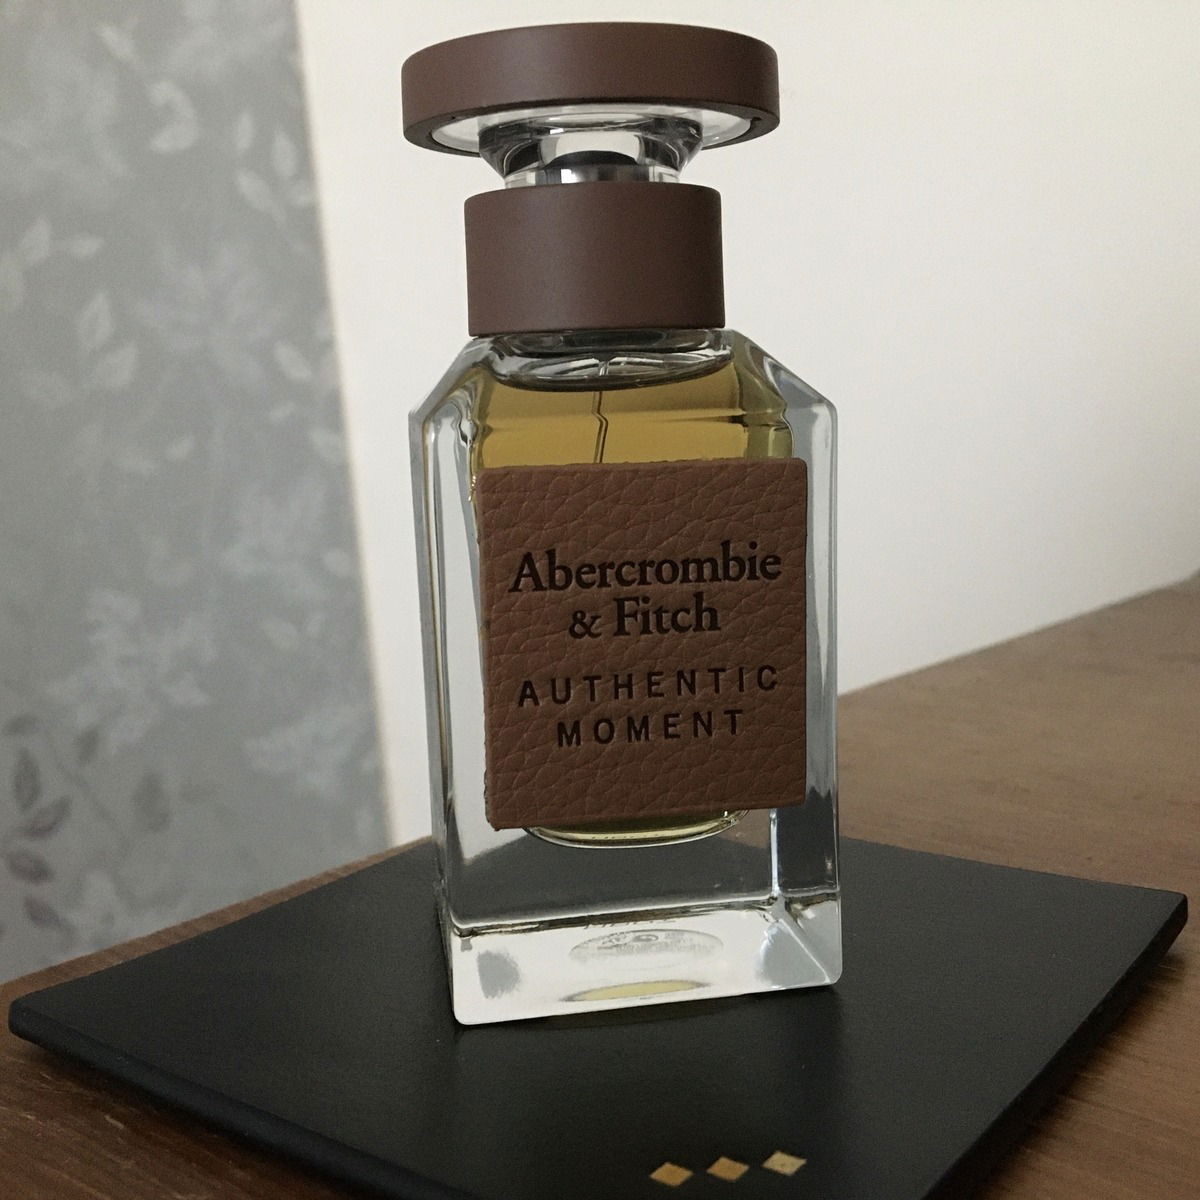 Abercrombie
& Fitch
AUTHENTIC
MOMENT